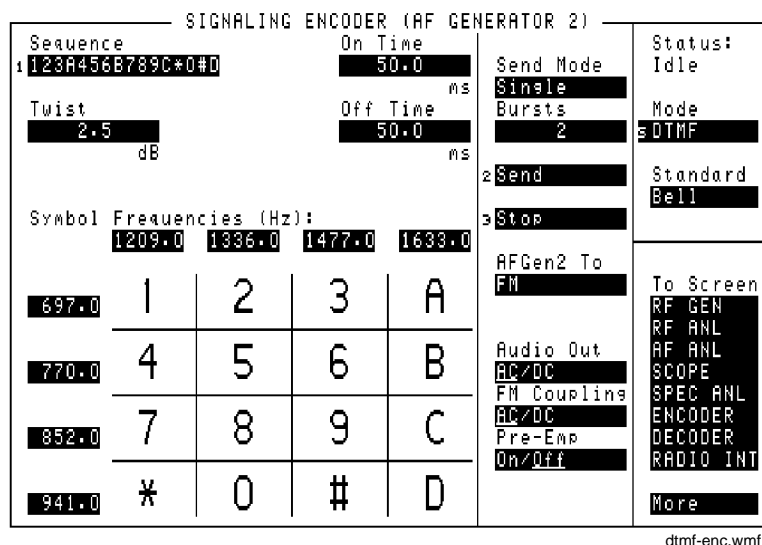 SIGNALING ENCODER (AF GENERATOR 2)
Sequence
1 123A456B789C*0#D
On Time
50.0
ms
Twist
2.5
dB
Off Time
50.0
ms
Symbol Frequencies (Hz):
1209.0 1336.0 1477.0 1633.0
697.0 1 2 3 A
770.0 4 5 6 B
852.0 7 8 9 C
941.0 * 0 # D
Send Mode
Single
Bursts
2
2 Send
3 Stop
AFGen2 To
FM
Audio Out
AC/DC
FM Coupling
AC/DC
Pre-Emp
On/Off
Status:
Idle
Mode
S DTMF
Standard
Bell
To Screen
RF GEN
RF ANL
AF ANL
SCOPE
SPEC ANL
ENCODER
DECODER
RADIO INT
More
dtmf-enc.wmf